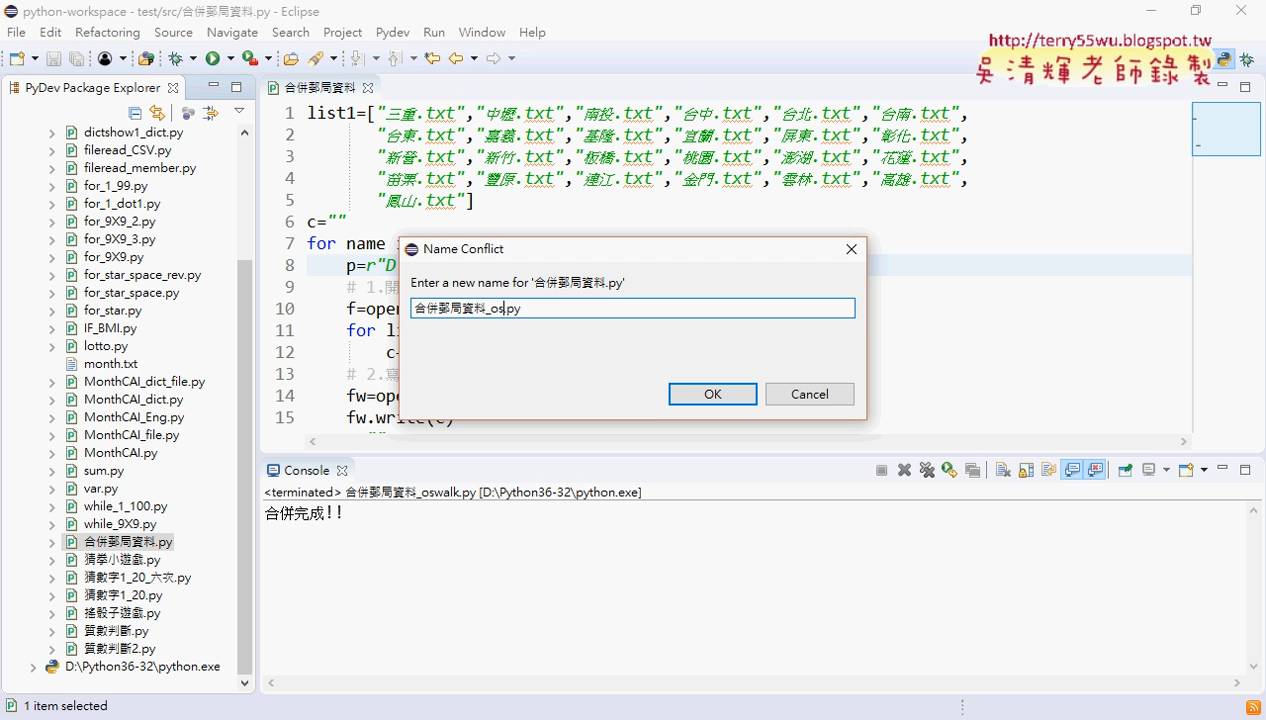 python-workspace - test/src/合併郵局資料.py - Eclipse
File Edit Refactoring Source Navigate Search Project Pydev Run Window Help
http://terry55wu.blogspot.tw
吳清輝老師錄製
PyDev Package Explorer
dictshow1_dict.py
fileread_CSV.py
fileread_member.py
for_1_99.py
for_1_dot1.py
for_9X9_2.py
for_9X9_3.py
for_9X9.py
for_star_space_rev.py
for_star_space.py
for_star.py
IF_BMI.py
lotto.py
month.txt
MonthCAI_dict_file.py
MonthCAI_dict.py
MonthCAI_Eng.py
MonthCAI_file.py
MonthCAI.py
sum.py
var.py
while_1_100.py
while_9X9.py
合併郵局資料.py
猜拳小遊戲.py
猜數字1_20_六次.py
猜數字1_20.py
搖骰子遊戲.py
質數判斷.py
質數判斷2.py
D:\Python36-32\python.exe
合併郵局資料
1 list1=["三重.txt","中壢.txt","南投.txt","台中.txt","台北.txt","台南.txt",
2 "台東.txt","嘉義.txt","基隆.txt","宜蘭.txt","屏東.txt","彰化.txt",
3 "新營.txt","新竹.txt","板橋.txt","桃園.txt","澎湖.txt","花蓮.txt",
4 "苗栗.txt","豐原.txt","連江.txt","金門.txt","雲林.txt","高雄.txt",
5 "鳳山.txt"]
6 c=""
7 for name
8 p=r"D
9 # 1.開
10 f=open
11 for li
12 c=
13 # 2.寫
14 fw=ope
15 fw.write(c)
Name Conflict
Enter a new name for '合併郵局資料.py'
合併郵局資料_os.py
OK Cancel
Console
<terminated> 合併郵局資料_oswalk.py [D:\Python36-32\python.exe]
合併完成!!
1 item selected